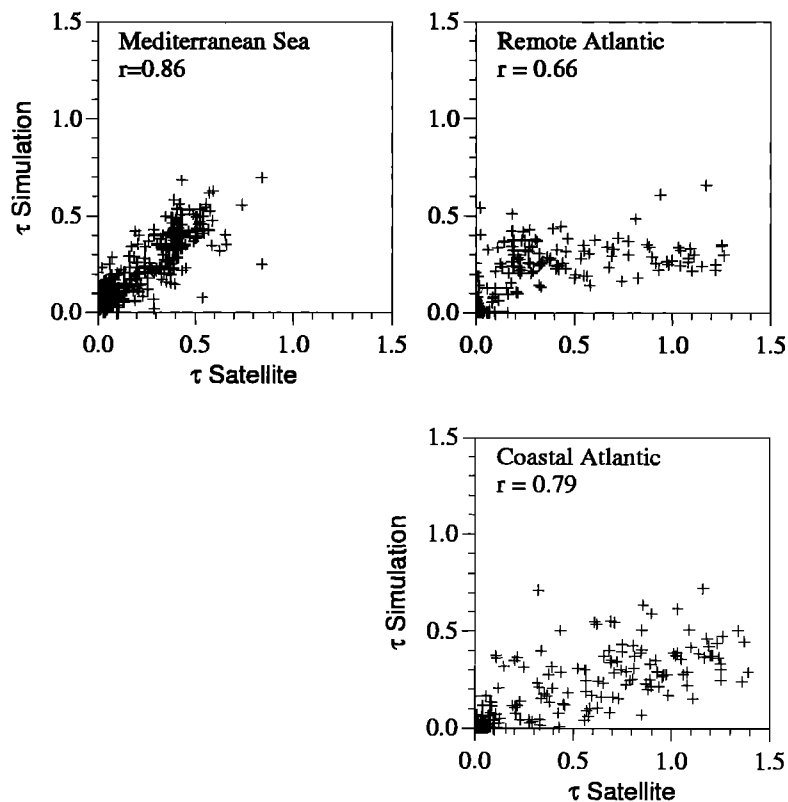 1.5
Mediterranean Sea
r=0.86
1.0
τ Simulation
0.5
0.0
0.0 0.5 1.0 1.5
τ Satellite
1.5
Remote Atlantic
r = 0.66
1.0
0.5
0.0
0.0 0.5 1.0 1.5
1.5
Coastal Atlantic
r = 0.79
1.0
τ Simulation
0.5
0.0
0.0 0.5 1.0 1.5
τ Satellite